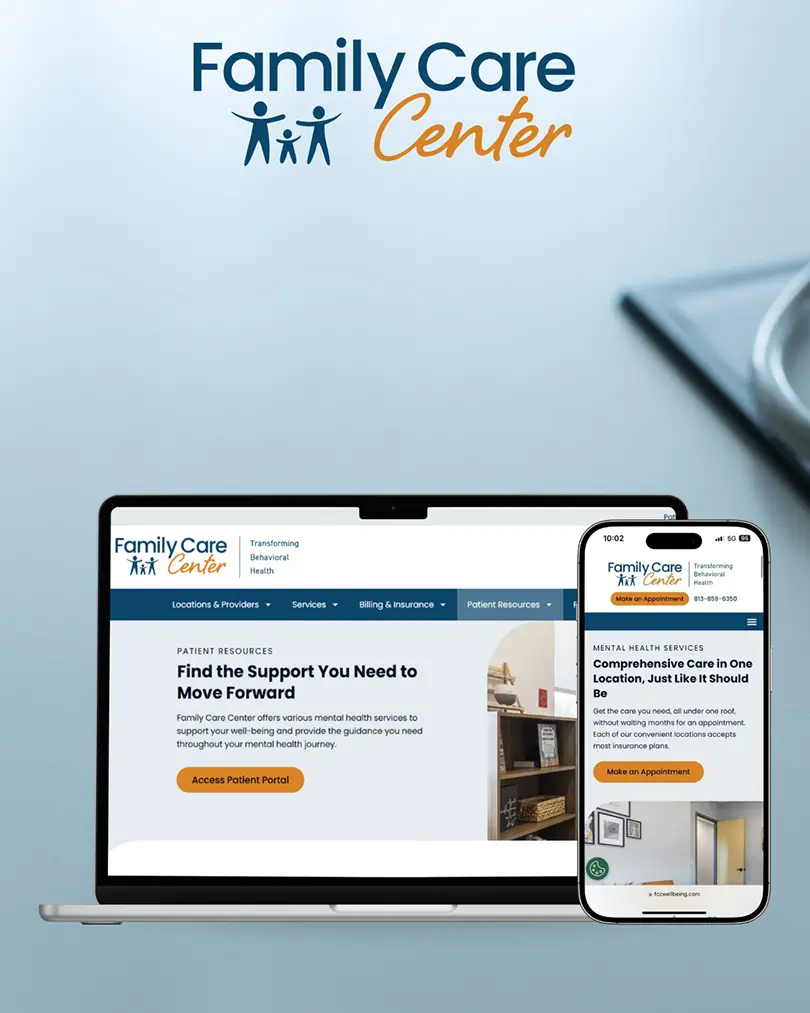 Family Care
Center
Family Care
Center
Transforming
Behavioral
Health
Locations & Providers
Services
Billing & Insurance
Patient Resources
PATIENT RESOURCES
Find the Support You Need to
Move Forward
Family Care Center offers various mental health services to
support your well-being and provide the guidance you need
throughout your mental health journey.
Access Patient Portal
10:02
5G
96
Family Care
Center
Transforming
Behavioral
Health
Make an Appointment
813-859-6350
MENTAL HEALTH SERVICES
Comprehensive Care in One
Location, Just Like It Should
Be
Get the care you need, all under one roof,
without waiting months for an appointment.
Each of our convenient locations accepts
most insurance plans.
Make an Appointment
fccwellbeing.com